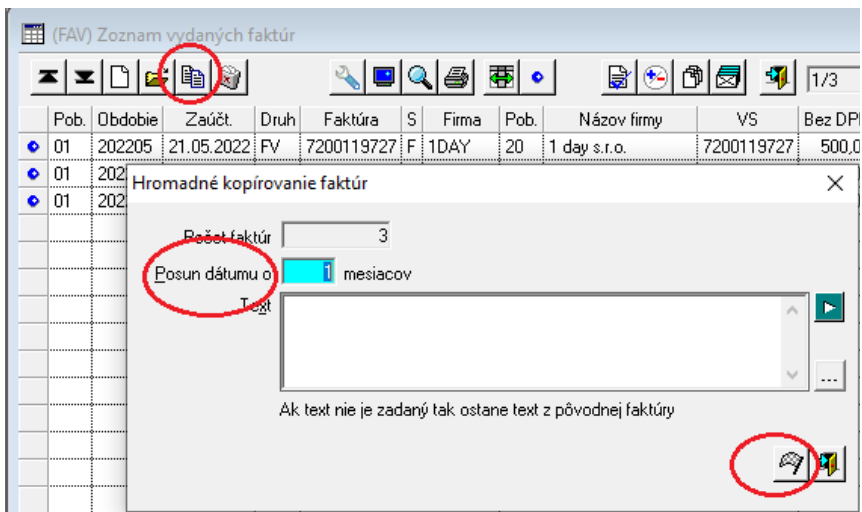 (FAV) Zoznam vydaných faktúr
1/3
Pob. Obdobie Zaúčt. Druh Faktúra S Firma Pob. Názov firmy VS Bez DPH
01 202205 21.05.2022 FV 7200119727 F 1DAY 20 1 day s.r.o. 7200119727 500,0
01 202
01 202
Hromadné kopírovanie faktúr
Počet faktúr 3
Posun dátumu o 1 mesiacov
Text
...
Ak text nie je zadaný tak ostane text z pôvodnej faktúry